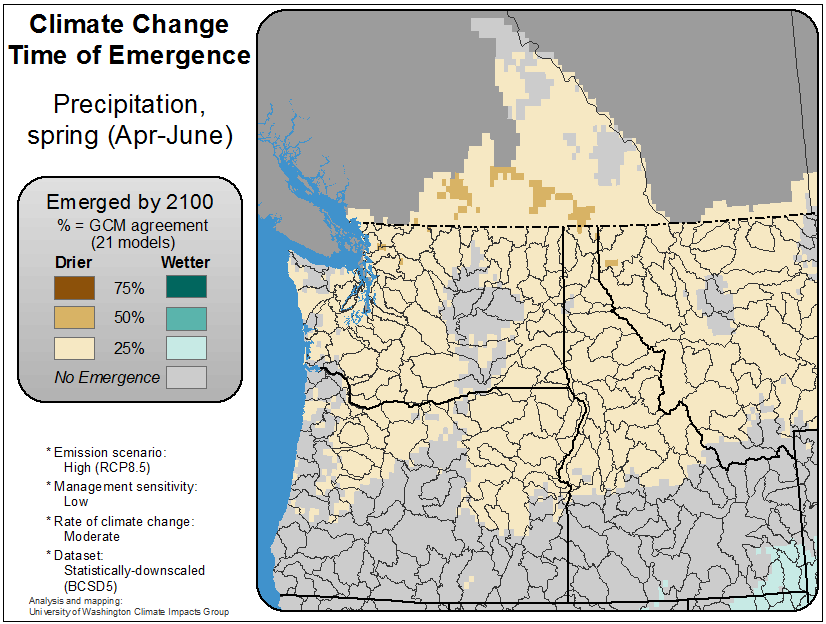 Climate Change
Time of Emergence
Precipitation,
spring (Apr-June)
Emerged by 2100
% = GCM agreement
(21 models)
Drier Wetter
75%
50%
25%
No Emergence
* Emission scenario:
High (RCP8.5)
* Management sensitivity:
Low
* Rate of climate change:
Moderate
* Dataset:
Statistically-downscaled
(BCSD5)
Analysis and mapping:
University of Washington Climate Impacts Group